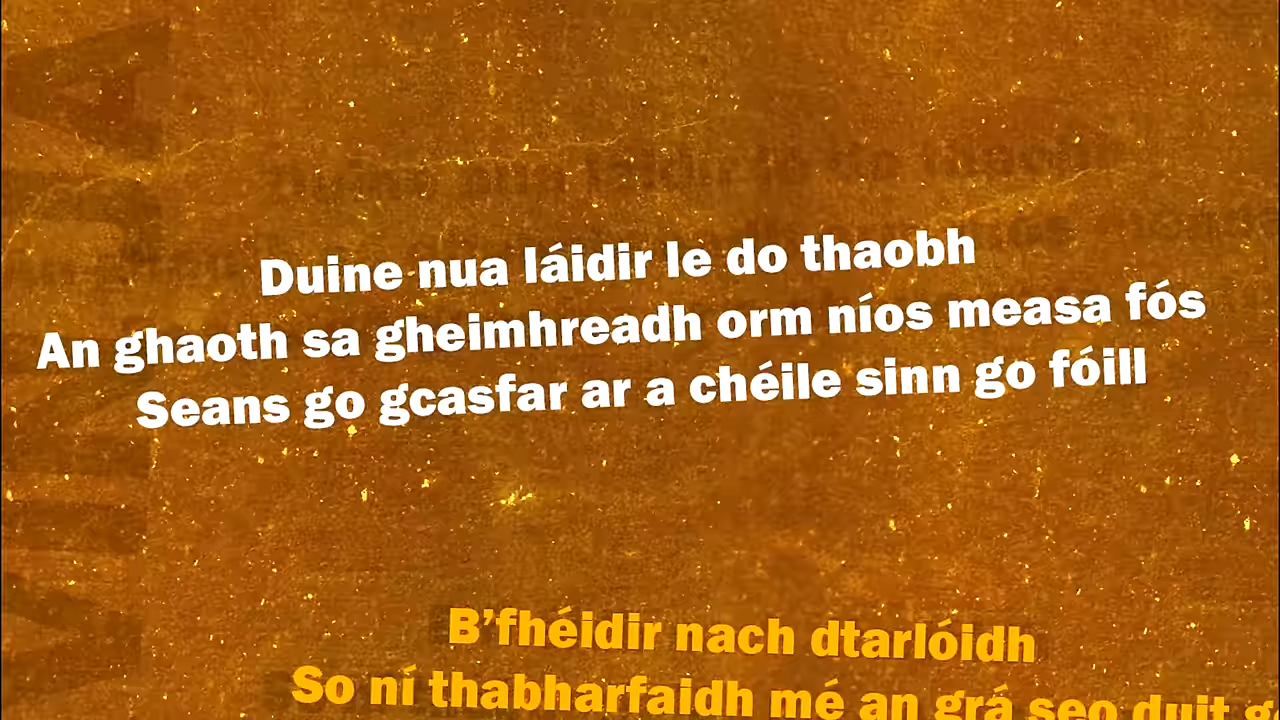 Duine nua láidir le do thaobh
An ghaoth sa gheimhreadh orm níos measa fós
Seans go gcasfar ar a chéile sinn go fóill
B’fhéidir nach dtarlóidh
So ní thabharfaidh mé an grá seo duit